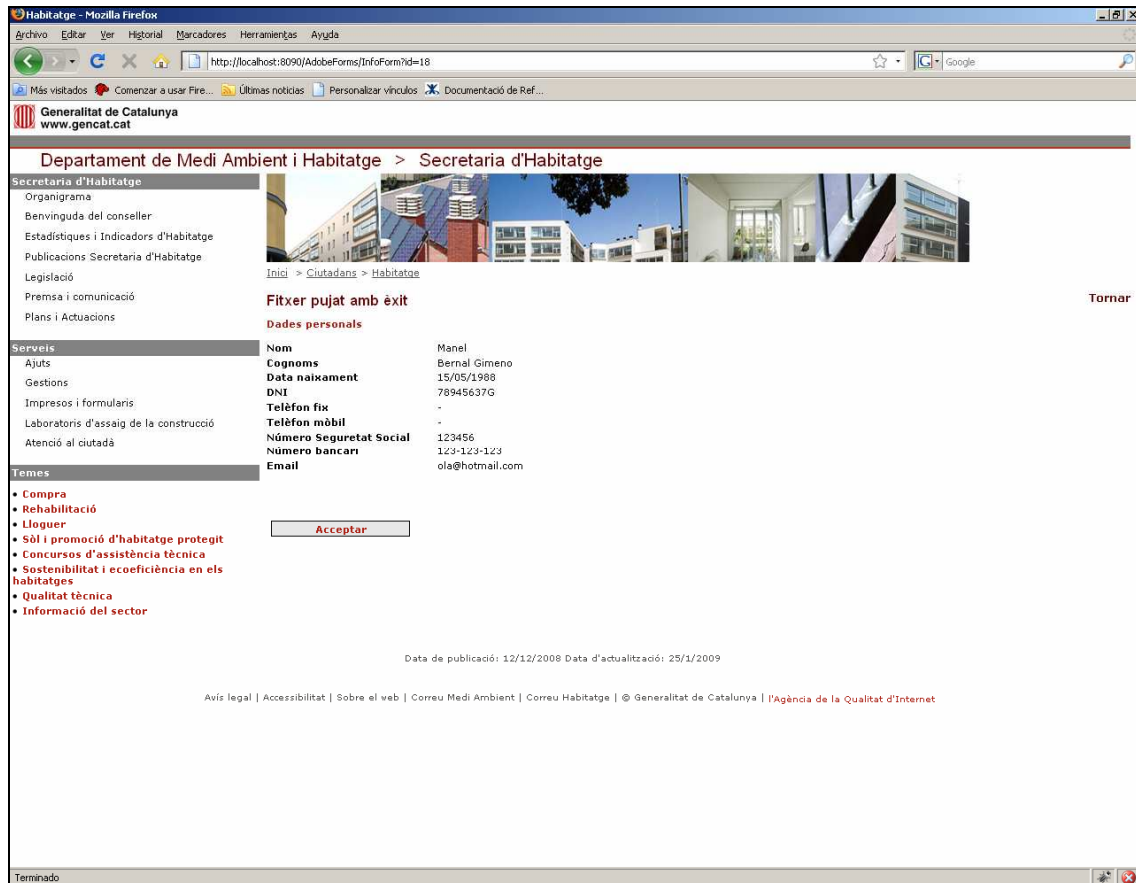 Habitatge - Mozilla Firefox
Archivo Editar Ver Historial Marcadores Herramientas Ayuda
http://localhost:8090/AdobeForms/InfoForm?id=18
Google
Más visitados Comenzar a usar Fire... Últimas noticias Personalizar vínculos Documentació de Ref...
Generalitat de Catalunya
www.gencat.cat
Departament de Medi Ambient i Habitatge > Secretaria d'Habitatge
Secretaria d'Habitatge
Organigrama
Benvinguda del conseller
Estadístiques i Indicadors d'Habitatge
Publicacions Secretaria d'Habitatge
Legislació
Premsa i comunicació
Plans i Actuacions
Serveis
Ajuts
Gestions
Impresos i formularis
Laboratoris d'assaig de la construcció
Atenció al ciutadà
Temes
• Compra
• Rehabilitació
• Lloguer
• Sòl i promoció d'habitatge protegit
• Concursos d'assistència tècnica
• Sostenibilitat i ecoeficiència en els
habitatges
• Qualitat tècnica
• Informació del sector
Inici > Ciutadans > Habitatge
Fitxer pujat amb èxit
Tornar
Dades personals
Nom Manel
Cognoms Bernal Gimeno
Data naixament 15/05/1988
DNI 78945637G
Telèfon fix -
Telèfon mòbil -
Número Seguretat Social 123456
Número bancari 123-123-123
Email ola@hotmail.com
Acceptar
Data de publicació: 12/12/2008 Data d'actualització: 25/1/2009
Avís legal | Accessibilitat | Sobre el web | Correu Medi Ambient | Correu Habitatge | © Generalitat de Catalunya | l'Agència de la Qualitat d'Internet
Terminado